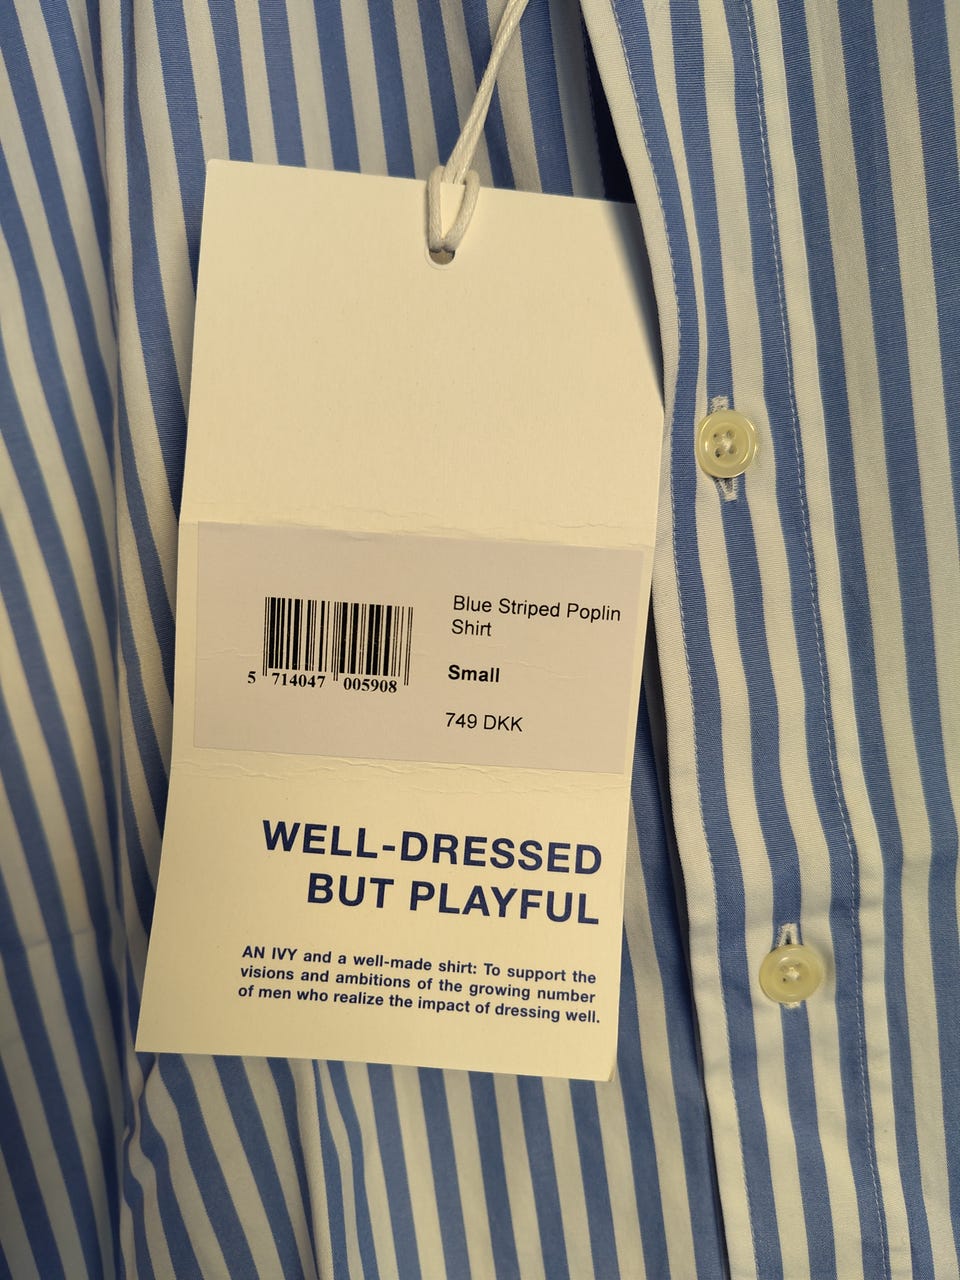 5 714047 005908
Blue Striped Poplin
Shirt
Small
749 DKK
WELL-DRESSED
BUT PLAYFUL
AN IVY and a well-made shirt: To support the
visions and ambitions of the growing number
of men who realize the impact of dressing well.